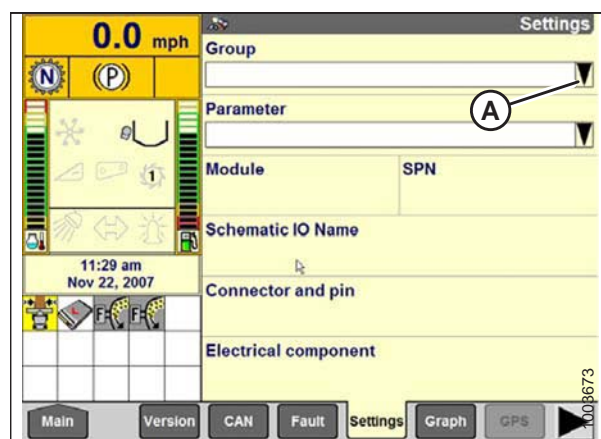 0.0 mph
N
(P)
1
11:29 am
Nov 22, 2007
F
F
Settings
Group
A
Parameter
Module SPN
Schematic IO Name
Connector and pin
Electrical component
Main Version CAN Fault Settings Graph GPS
1003673